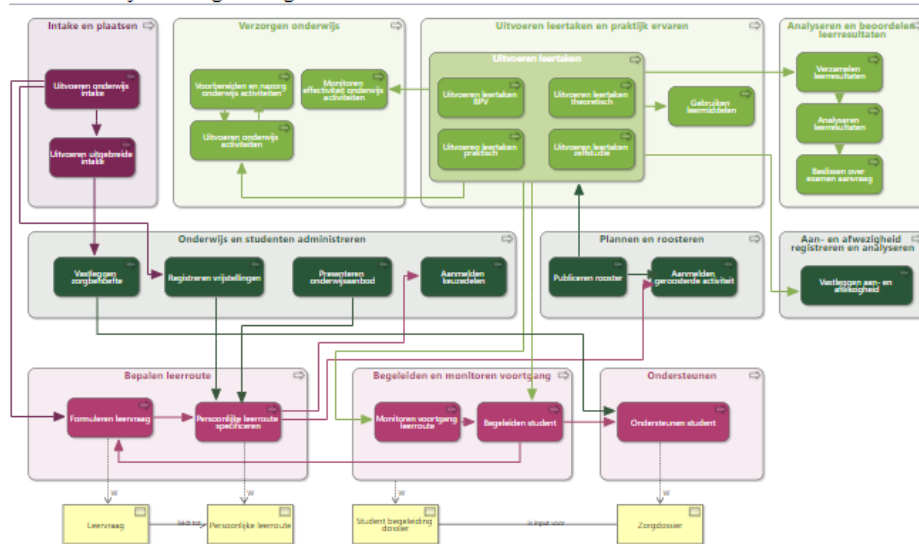 Intake en plaatsen
Verzorgen onderwijs
Uitvoeren leertaken en praktijk ervaren
Analyseren en beoordelen
leerresultaten
Uitvoeren onderwijs
intake
Uitvoeren uitgebreide
intake
Voorbereiden en nazorg
onderwijs activiteiten
Monitoren
effectiviteit onderwijs
activiteiten
Uitvoeren onderwijs
activiteiten
Uitvoeren leertaken
Uitvoeren leertaken
BPV
Uitvoeren leertaken
theoretisch
Uitvoeren leertaken
praktisch
Uitvoeren leertaken
zelfstudie
Gebruiken
leermiddelen
Verzamelen
leerresultaten
Analyseren
leerresultaten
Beslissen over
examen aanvraag
Onderwijs en studenten administreren
Plannen en roosteren
Aan- en afwezigheid
registreren en analyseren
Vastleggen
zorgbehoefte
Registreren vrijstellingen
Presenteren
onderwijsaanbod
Aanmelden
keuzedelen
Publiceren rooster
Aanmelden
geroosterde activiteit
Vastleggen aan- en
afwezigheid
Bepalen leerroute
Begeleiden en monitoren voortgang
Ondersteunen
Formuleren leervraag
Persoonlijke leerroute
specificeren
Monitoren voortgang
leerroute
Begeleiden student
Ondersteunen student
W
W
W
W
Leervraag
leidt tot
Persoonlijke leerroute
Student begeleiding
dossier
is input voor
Zorgdossier